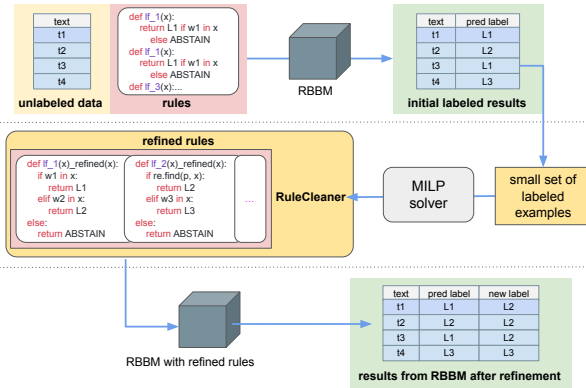 text
t1
t2
t3
t4
unlabeled data
def lf_1(x):
return L1 if w1 in x
else ABSTAIN
def lf_1(x):
return L1 if w1 in x
else ABSTAIN
def lf_3(x):...
rules
RBBM
text pred label
t1 L1
t2 L2
t3 L1
t4 L3
initial labeled results
refined rules
def lf_1(x)_refined(x):
if w1 in x:
return L1
elif w2 in x:
return L2
else:
return ABSTAIN
def lf_2(x)_refined(x):
if re.find(p, x):
return L2
elif w3 in x:
return L3
else:
return ABSTAIN
...
RuleCleaner
MILP
solver
small set of
labeled
examples
RBBM with refined rules
text pred label new label
t1 L1 L2
t2 L2 L2
t3 L1 L2
t4 L3 L3
results from RBBM after refinement